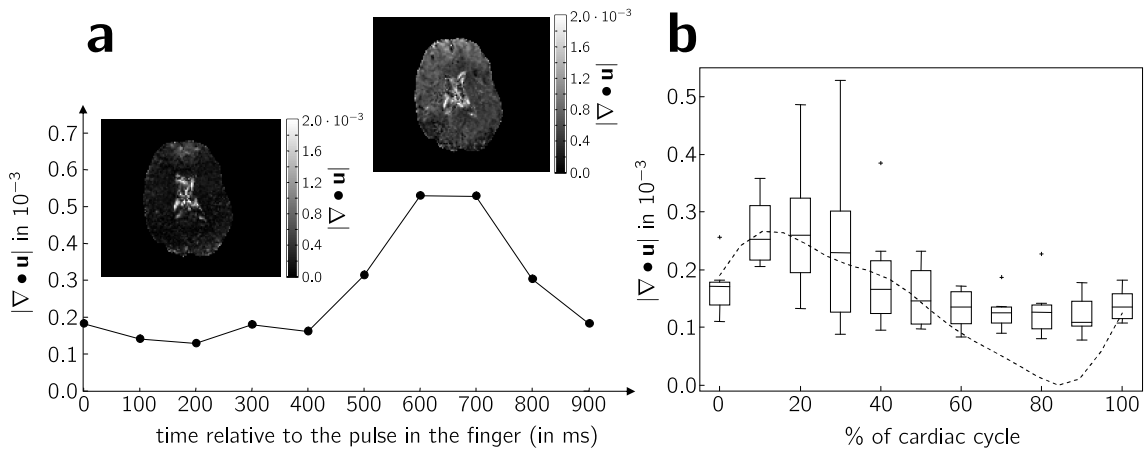 a
|∇ • u| in 10⁻³
0.7
0.6
0.5
0.4
0.3
0.2
0.1
0.0
2.0 · 10⁻³
1.6
1.2
0.8
0.4
0.0
|∇ • u|
2.0 · 10⁻³
1.6
1.2
0.8
0.4
0.0
|∇ • u|
0 100 200 300 400 500 600 700 800 900
time relative to the pulse in the finger (in ms)
b
|∇ • u| in 10⁻³
0.5
0.4
0.3
0.2
0.1
0.0
0 20 40 60 80 100
% of cardiac cycle